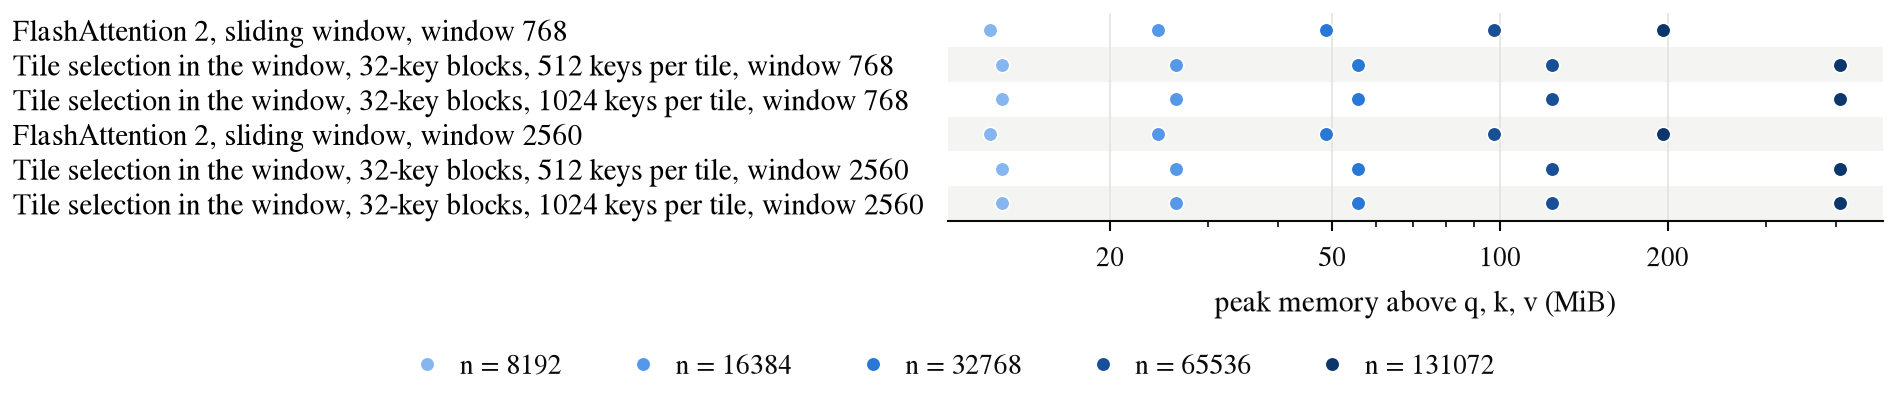 FlashAttention 2, sliding window, window 768
Tile selection in the window, 32-key blocks, 512 keys per tile, window 768
Tile selection in the window, 32-key blocks, 1024 keys per tile, window 768
FlashAttention 2, sliding window, window 2560
Tile selection in the window, 32-key blocks, 512 keys per tile, window 2560
Tile selection in the window, 32-key blocks, 1024 keys per tile, window 2560
20 50 100 200
peak memory above q, k, v (MiB)
n = 8192 n = 16384 n = 32768 n = 65536 n = 131072